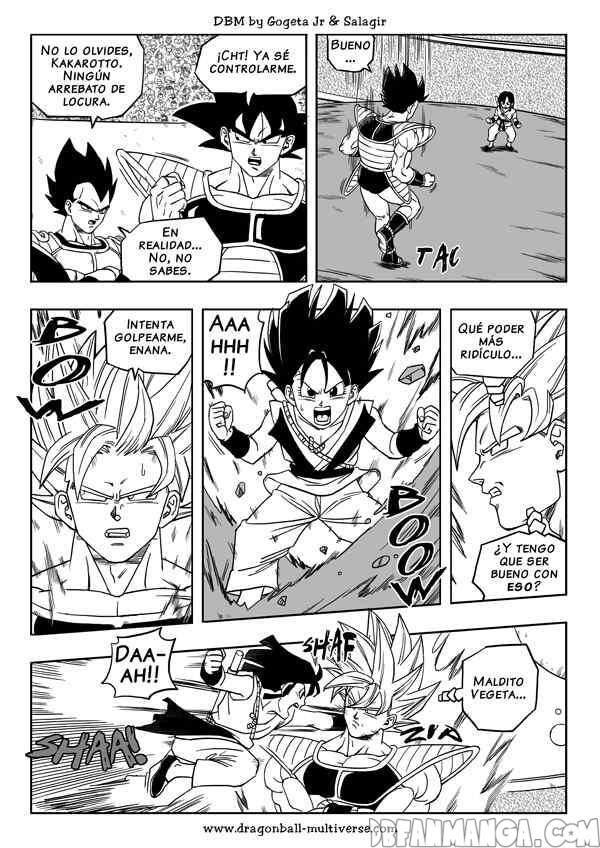 DBM by Gogeta Jr & Salagir
No lo olvides,
Kakarotto.
Ningún
arrebato de
locura.
¡Cht! Ya sé
controlarme.
En
realidad...
No, no
sabes.
Bueno
...
TAC
BOW
Intenta
golpearme,
enana.
AAA
HHH
!!
BOOW
Qué poder
más
ridículo...
¿Y tengo
que ser
bueno con
eso?
Daa-
ah!!
SHAF
SHAA!
ZIA
Maldito
Vegeta...
www.dragonball-multiverse.com
DBFANMANGA.COM